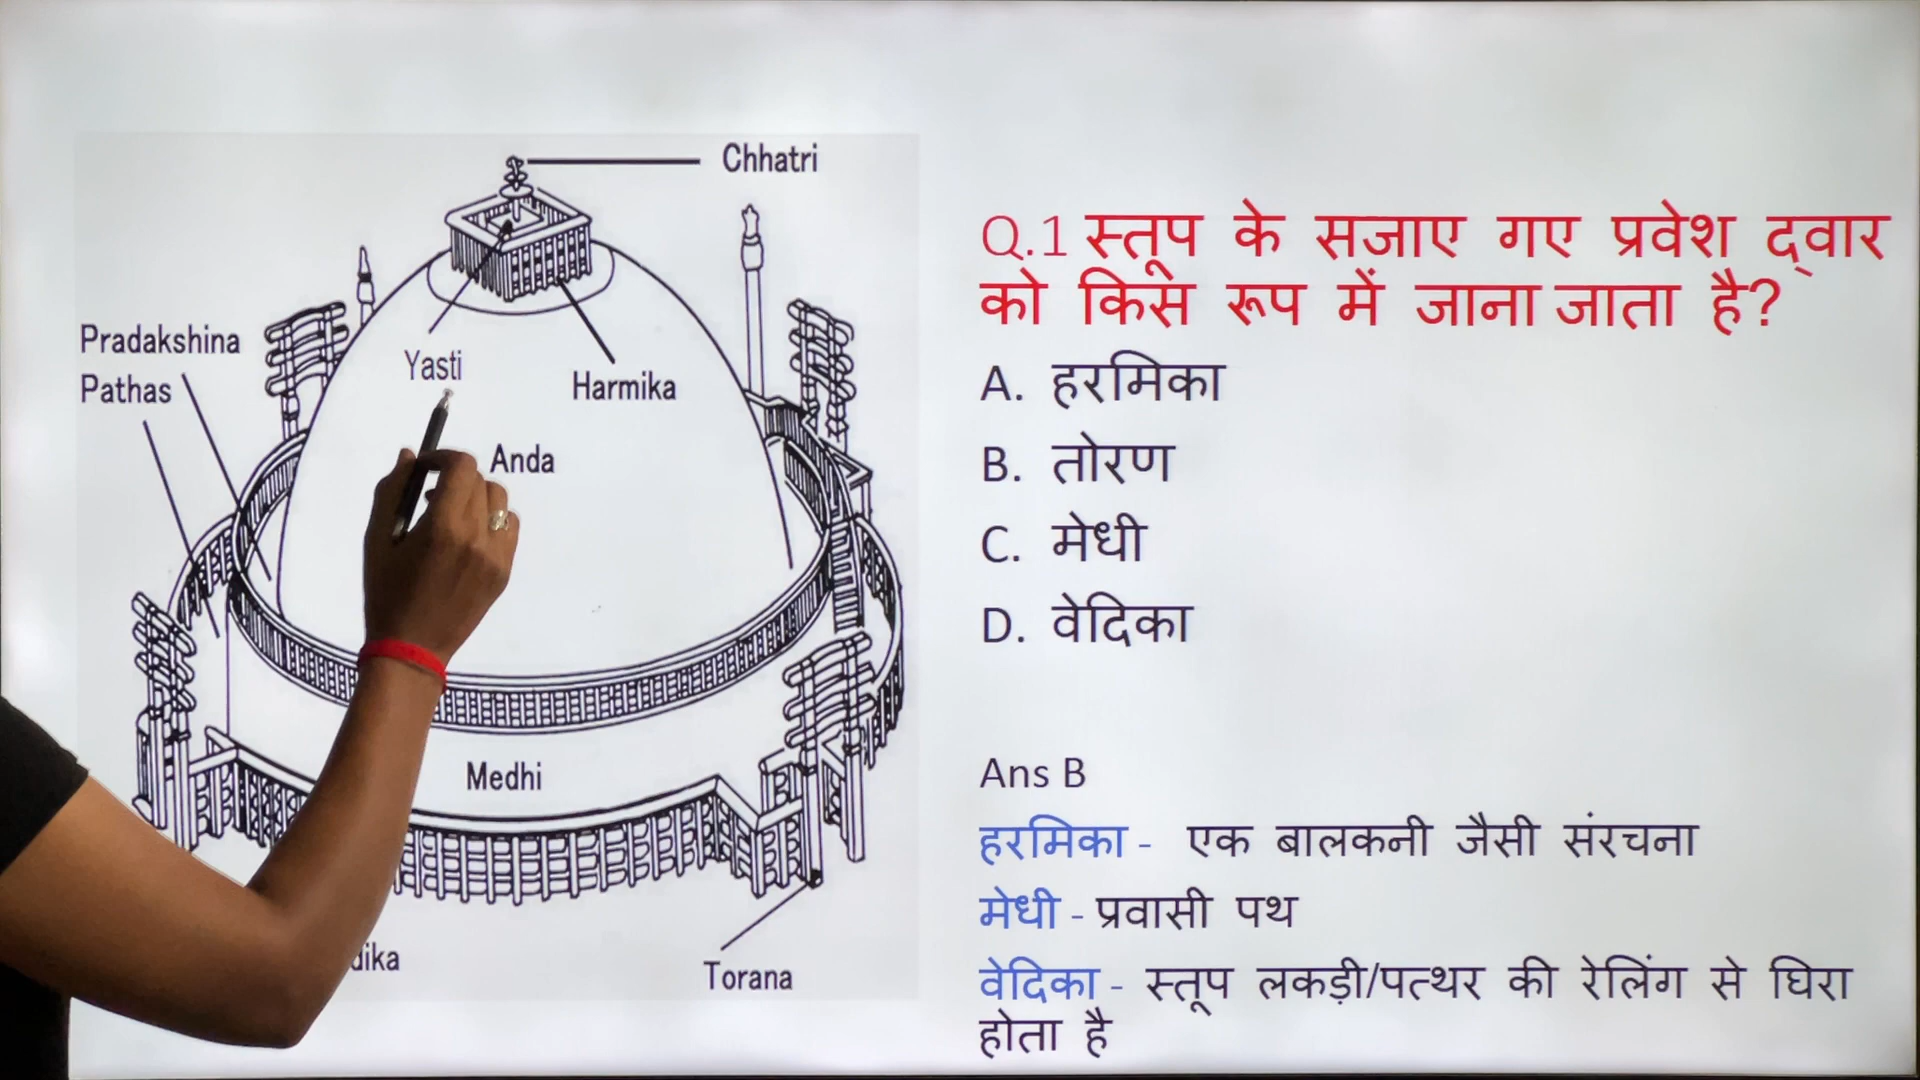 Chhatri
Pradakshina
Pathas
Yasti
Harmika
Anda
Medhi
Torana
Q.1 स्तूप के सजाए गए प्रवेश द्वार
को किस रूप में जाना जाता है?
A. हरमिका
B. तोरण
C. मेधी
D. वेदिका
Ans B
हरमिका - एक बालकनी जैसी संरचना
मेधी - प्रवासी पथ
वेदिका - स्तूप लकड़ी/पत्थर की रेलिंग से घिरा
होता है